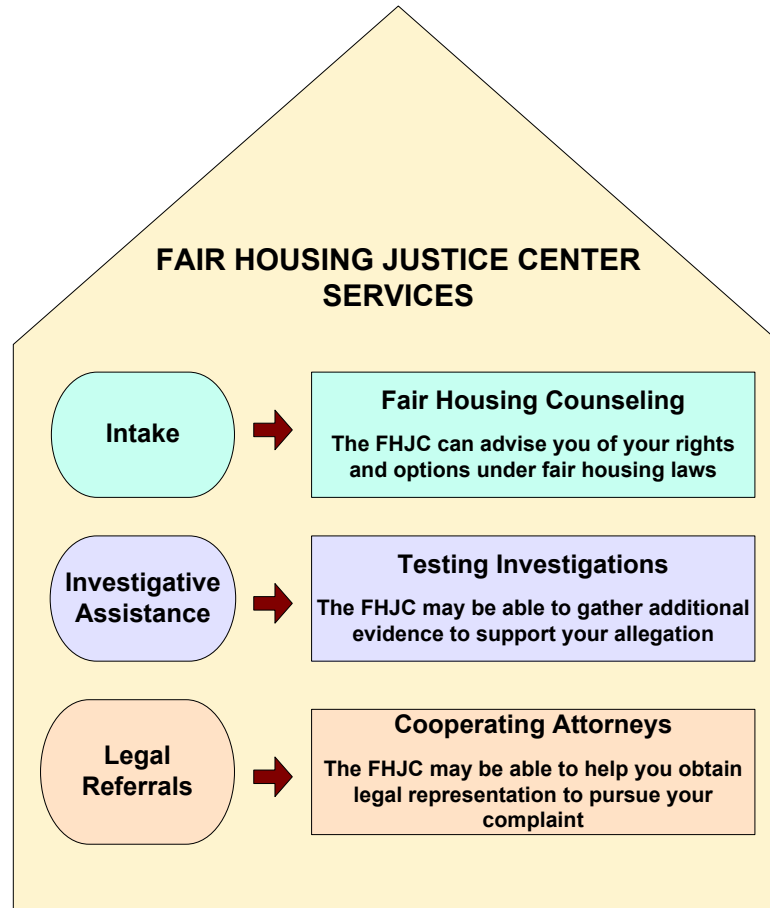 FAIR HOUSING JUSTICE CENTER
SERVICES
Intake
Fair Housing Counseling
The FHJC can advise you of your rights
and options under fair housing laws
Investigative
Assistance
Testing Investigations
The FHJC may be able to gather additional
evidence to support your allegation
Legal
Referrals
Cooperating Attorneys
The FHJC may be able to help you obtain
legal representation to pursue your
complaint